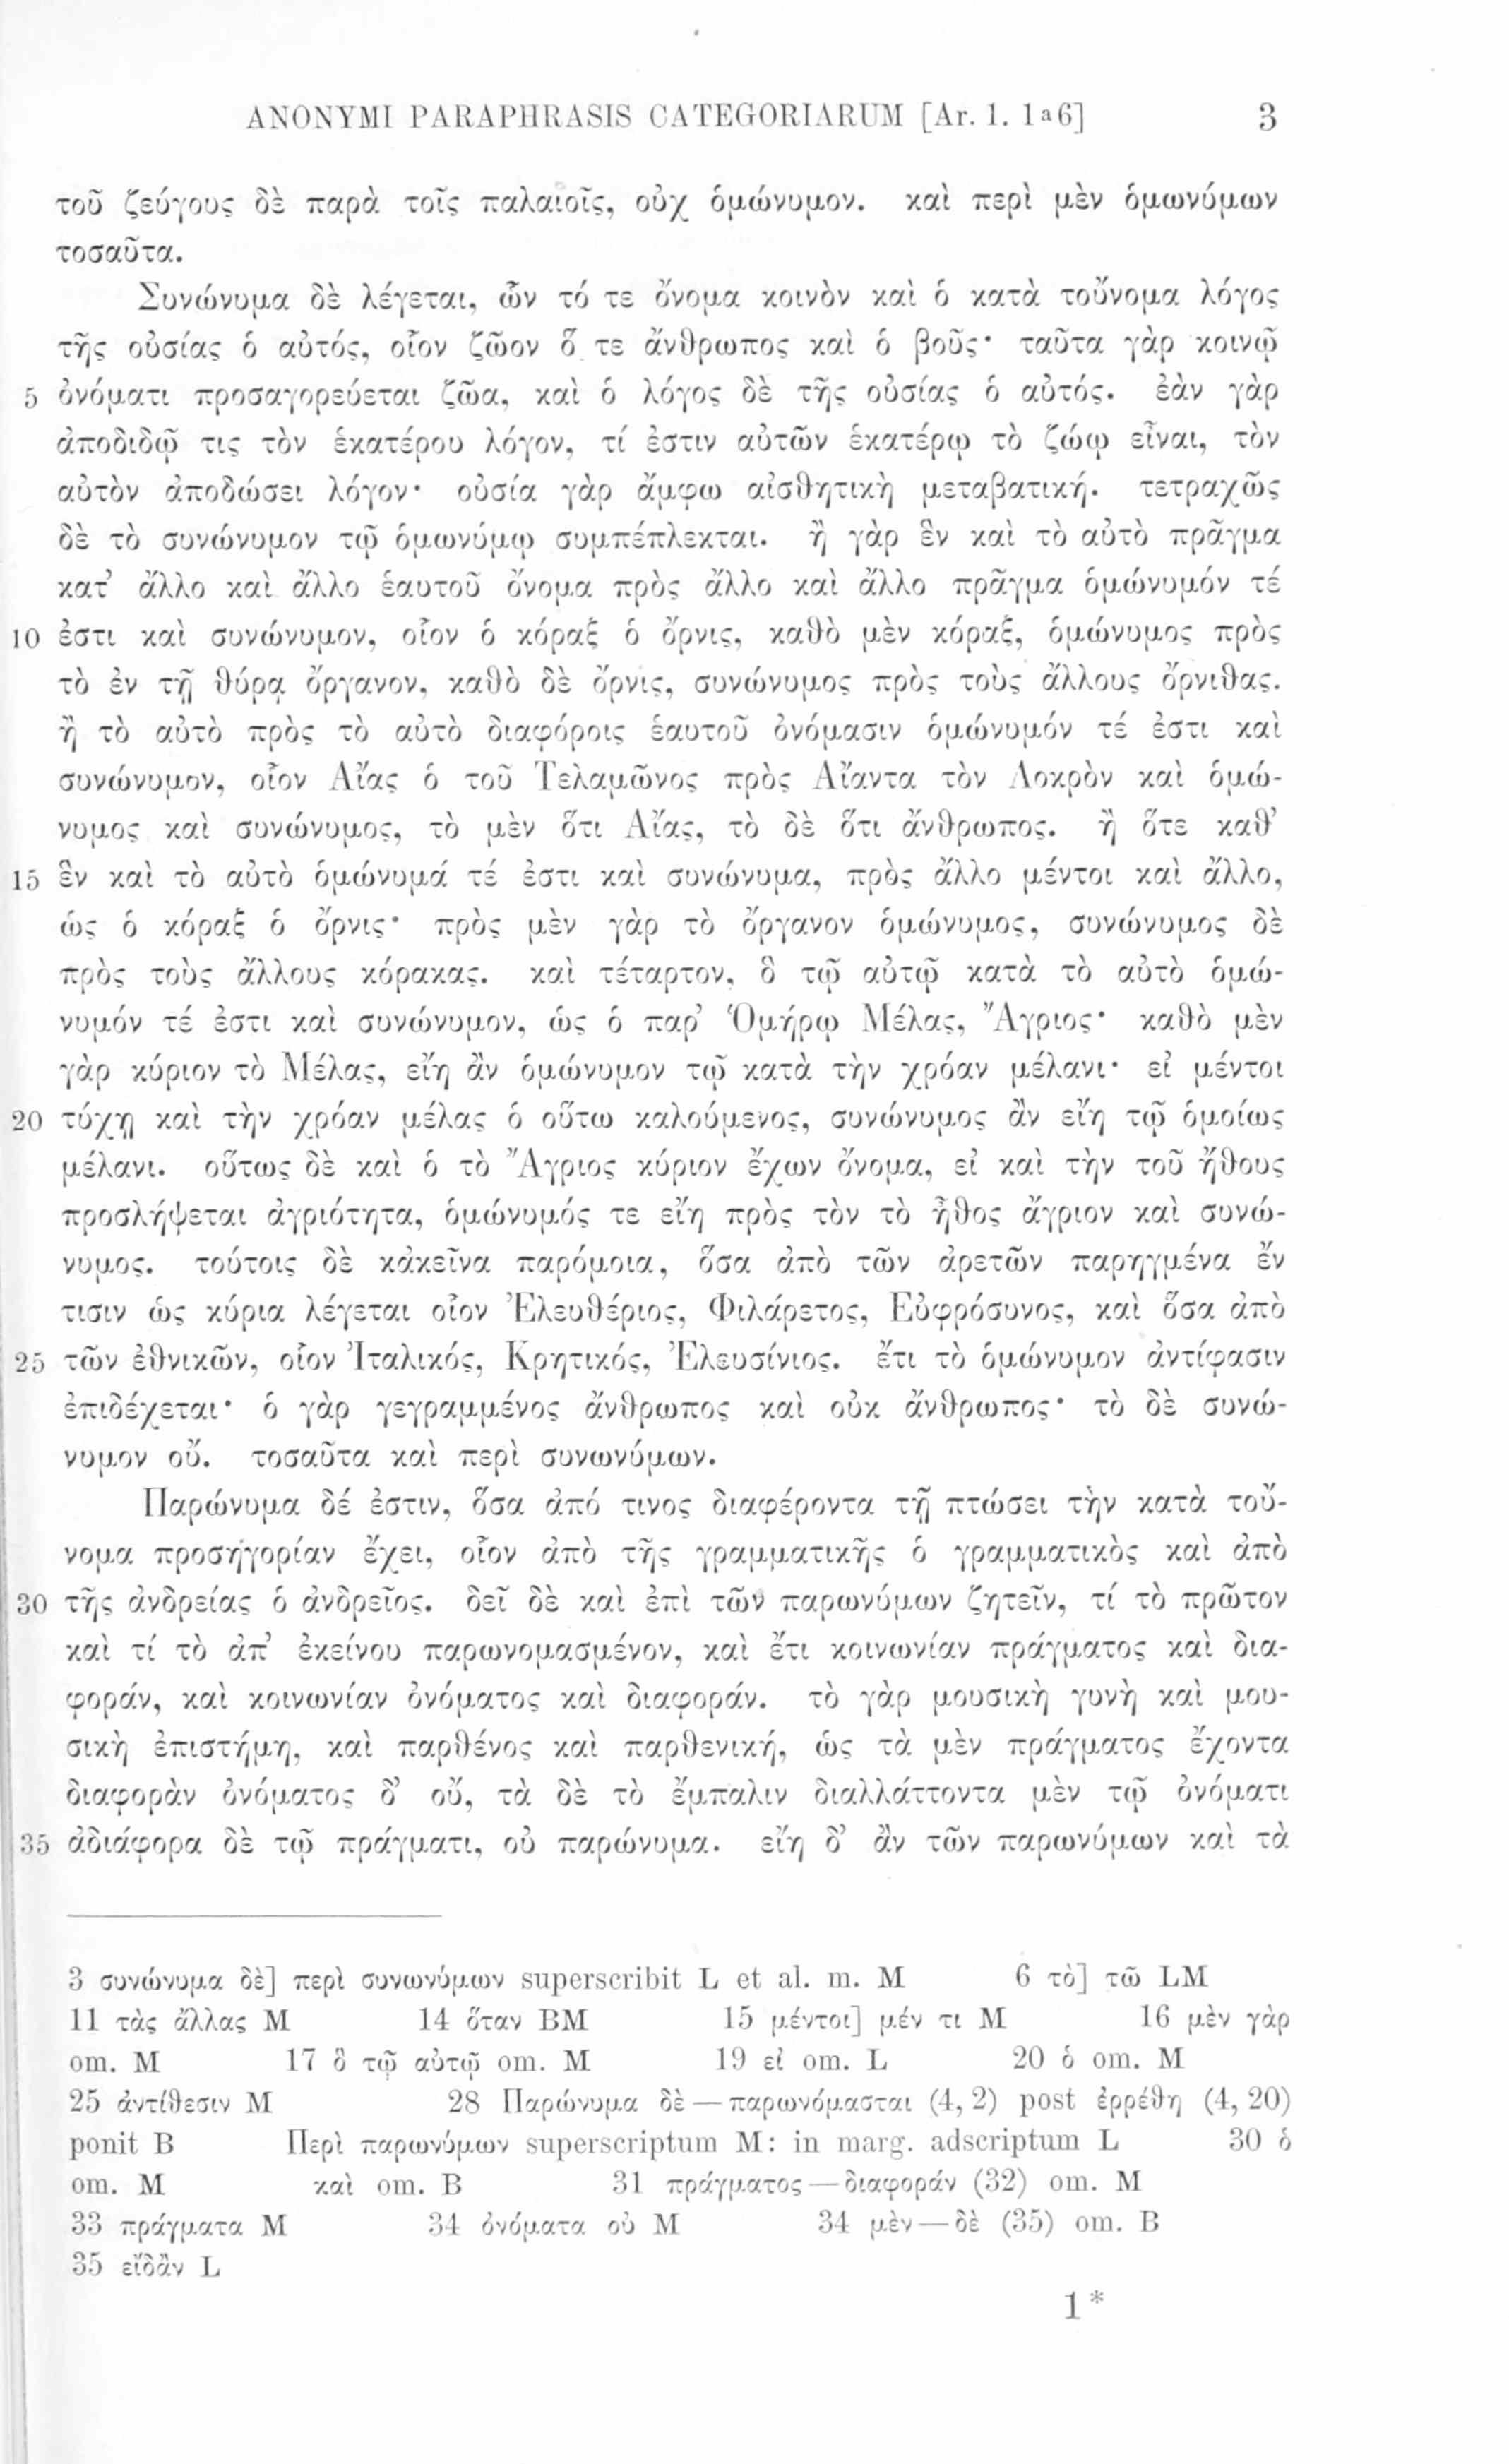 ANONYMI PARAPHRASIS CATEGORIARUM [Ar. 1. 1a6] 3
τοῦ ζεύγους δὲ παρὰ τοῖς παλαιοῖς, οὐχ ὁμώνυμον. καὶ περὶ μὲν ὁμωνύμων
τοσαῦτα.
Συνώνυμα δὲ λέγεται, ὧν τό τε ὄνομα κοινὸν καὶ ὁ κατὰ τοὔνομα λόγος
τῆς οὐσίας ὁ αὐτός, οἷον ζῶον ὅ τε ἄνθρωπος καὶ ὁ βοῦς· ταῦτα γὰρ κοινῷ
5 ὀνόματι προσαγορεύεται ζῶα, καὶ ὁ λόγος δὲ τῆς οὐσίας ὁ αὐτός. ἐὰν γὰρ
ἀποδιδῷ τις τὸν ἑκατέρου λόγον, τί ἐστιν αὐτῶν ἑκατέρῳ τὸ ζώῳ εἶναι, τὸν
αὐτὸν ἀποδώσει λόγον· οὐσία γὰρ ἄμφω αἰσθητικὴ μεταβατική. τετραχῶς
δὲ τὸ συνώνυμον τῷ ὁμωνύμῳ συμπέπλεκται. ἢ γὰρ ἓν καὶ τὸ αὐτὸ πρᾶγμα
κατ’ ἄλλο καὶ ἄλλο ἑαυτοῦ ὄνομα πρὸς ἄλλο καὶ ἄλλο πρᾶγμα ὁμώνυμόν τέ
10 ἐστι καὶ συνώνυμον, οἷον ὁ κόραξ ὁ ὄρνις, καθὸ μὲν κόραξ, ὁμώνυμος πρὸς
τὸ ἐν τῇ θύρᾳ ὄργανον, καθὸ δὲ ὄρνις, συνώνυμος πρὸς τοὺς ἄλλους ὄρνιθας.
ἢ τὸ αὐτὸ πρὸς τὸ αὐτὸ διαφόροις ἑαυτοῦ ὀνόμασιν ὁμώνυμόν τέ ἐστι καὶ
συνώνυμον, οἷον Αἴας ὁ τοῦ Τελαμῶνος πρὸς Αἴαντα τὸν Λοκρὸν καὶ ὁμώ-
νυμος καὶ συνώνυμος, τὸ μὲν ὅτι Αἴας, τὸ δὲ ὅτι ἄνθρωπος. ἢ ὅτε καθ’
15 ἓν καὶ τὸ αὐτὸ ὁμώνυμά τέ ἐστι καὶ συνώνυμα, πρὸς ἄλλο μέντοι καὶ ἄλλο,
ὡς ὁ κόραξ ὁ ὄρνις· πρὸς μὲν γὰρ τὸ ὄργανον ὁμώνυμος, συνώνυμος δὲ
πρὸς τοὺς ἄλλους κόρακας. καὶ τέταρτον, ὃ τῷ αὐτῷ κατὰ τὸ αὐτὸ ὁμώ-
νυμόν τέ ἐστι καὶ συνώνυμον, ὡς ὁ παρ’ Ὁμήρῳ Μέλας, Ἄγριος· καθὸ μὲν
γὰρ κύριον τὸ Μέλας, εἴη ἂν ὁμώνυμον τῷ κατὰ τὴν χρόαν μέλανι· εἰ μέντοι
20 τύχῃ καὶ τὴν χρόαν μέλας ὁ οὕτω καλούμενος, συνώνυμος ἂν εἴη τῷ ὁμοίως
μέλανι. οὕτως δὲ καὶ ὁ τὸ Ἄγριος κύριον ἔχων ὄνομα, εἰ καὶ τὴν τοῦ ἤθους
προσλήψεται ἀγριότητα, ὁμώνυμός τε εἴη πρὸς τὸν τὸ ἦθος ἄγριον καὶ συνώ-
νυμος. τούτοις δὲ κἀκεῖνα παρόμοια, ὅσα ἀπὸ τῶν ἀρετῶν παρηγμένα ἔν
τισιν ὡς κύρια λέγεται οἷον Ἐλευθέριος, Φιλάρετος, Εὐφρόσυνος, καὶ ὅσα ἀπὸ
25 τῶν ἐθνικῶν, οἷον Ἰταλικός, Κρητικός, Ἐλευσίνιος. ἔτι τὸ ὁμώνυμον ἀντίφασιν
ἐπιδέχεται· ὁ γὰρ γεγραμμένος ἄνθρωπος καὶ οὐκ ἄνθρωπος· τὸ δὲ συνώ-
νυμον οὔ. τοσαῦτα καὶ περὶ συνωνύμων.
Παρώνυμα δέ ἐστιν, ὅσα ἀπό τινος διαφέροντα τῇ πτώσει τὴν κατὰ τοὔ-
νομα προσηγορίαν ἔχει, οἷον ἀπὸ τῆς γραμματικῆς ὁ γραμματικὸς καὶ ἀπὸ
30 τῆς ἀνδρείας ὁ ἀνδρεῖος. δεῖ δὲ καὶ ἐπὶ τῶν παρωνύμων ζητεῖν, τί τὸ πρῶτον
καὶ τί τὸ ἀπ’ ἐκείνου παρωνομασμένον, καὶ ἔτι κοινωνίαν πράγματος καὶ δια-
φοράν, καὶ κοινωνίαν ὀνόματος καὶ διαφοράν. τὸ γὰρ μουσικὴ γυνὴ καὶ μου-
σικὴ ἐπιστήμη, καὶ παρθένος καὶ παρθενική, ὡς τὰ μὲν πράγματος ἔχοντα
διαφορὰν ὀνόματος δ’ οὔ, τὰ δὲ τὸ ἔμπαλιν διαλλάττοντα μὲν τῷ ὀνόματι
35 ἀδιάφορα δὲ τῷ πράγματι, οὐ παρώνυμα. εἴη δ’ ἂν τῶν παρωνύμων καὶ τὰ
3 συνώνυμα δὲ] περὶ συνωνύμων superscribit L et al. m. M 6 τὸ] τῶ LM
11 τὰς ἄλλας M 14 ὅταν BM 15 μέντοι] μέν τι M 16 μὲν γὰρ
om. M 17 ὃ τῷ αὐτῷ om. M 19 εἰ om. L 20 ὁ om. M
25 ἀντίθεσιν M 28 Παρώνυμα δὲ — παρωνόμασται (4, 2) post ἐρρέθη (4, 20)
ponit B Περὶ παρωνύμων superscriptum M: in marg. adscriptum L 30 ὁ
om. M καὶ om. B 31 πράγματος — διαφοράν (32) om. M
33 πράγματα M 34 ὀνόματα οὐ M 34 μὲν — δὲ (35) om. B
35 εἴδἂν L
1*